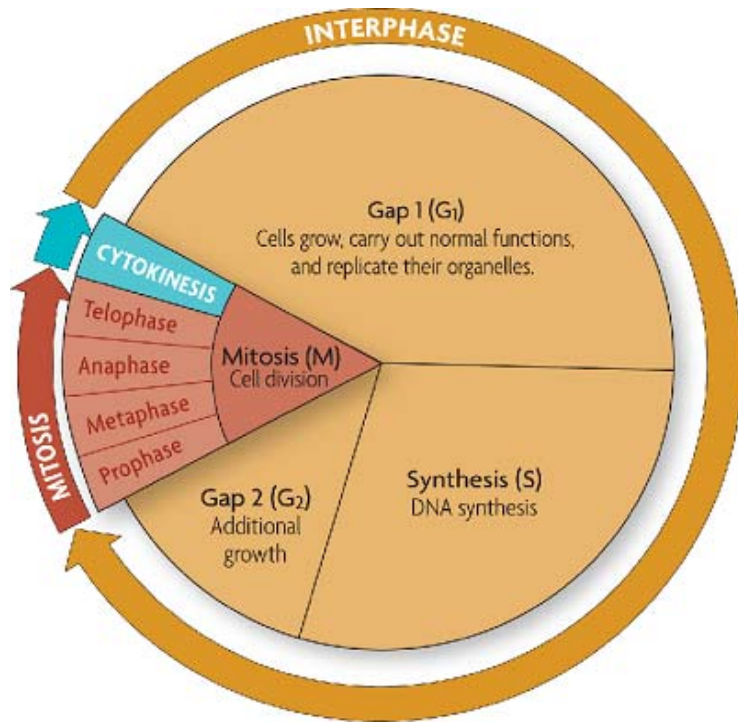 INTERPHASE
Gap 1 (G₁)
Cells grow, carry out normal functions,
and replicate their organelles.
CYTOKINESIS
Telophase
Anaphase
Metaphase
Prophase
Mitosis (M)
Cell division
MITOSIS
Gap 2 (G₂)
Additional
growth
Synthesis (S)
DNA synthesis